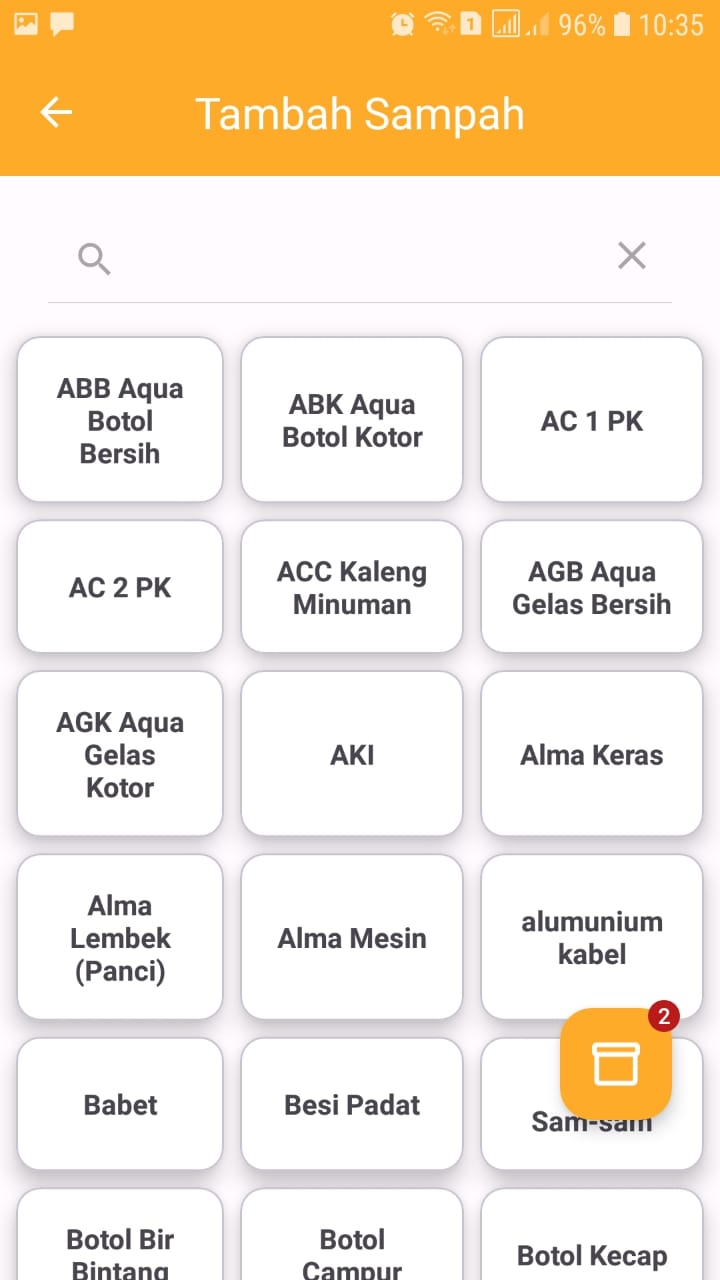 1 96% 10:35
Tambah Sampah
ABB Aqua
Botol
Bersih
ABK Aqua
Botol Kotor
AC 1 PK
AC 2 PK
ACC Kaleng
Minuman
AGB Aqua
Gelas Bersih
AGK Aqua
Gelas
Kotor
AKI
Alma Keras
Alma
Lembek
(Panci)
Alma Mesin
alumunium
kabel
2
Babet
Besi Padat
Sam-sam
Botol Bir
Bintang
Botol
Campur
Botol Kecap